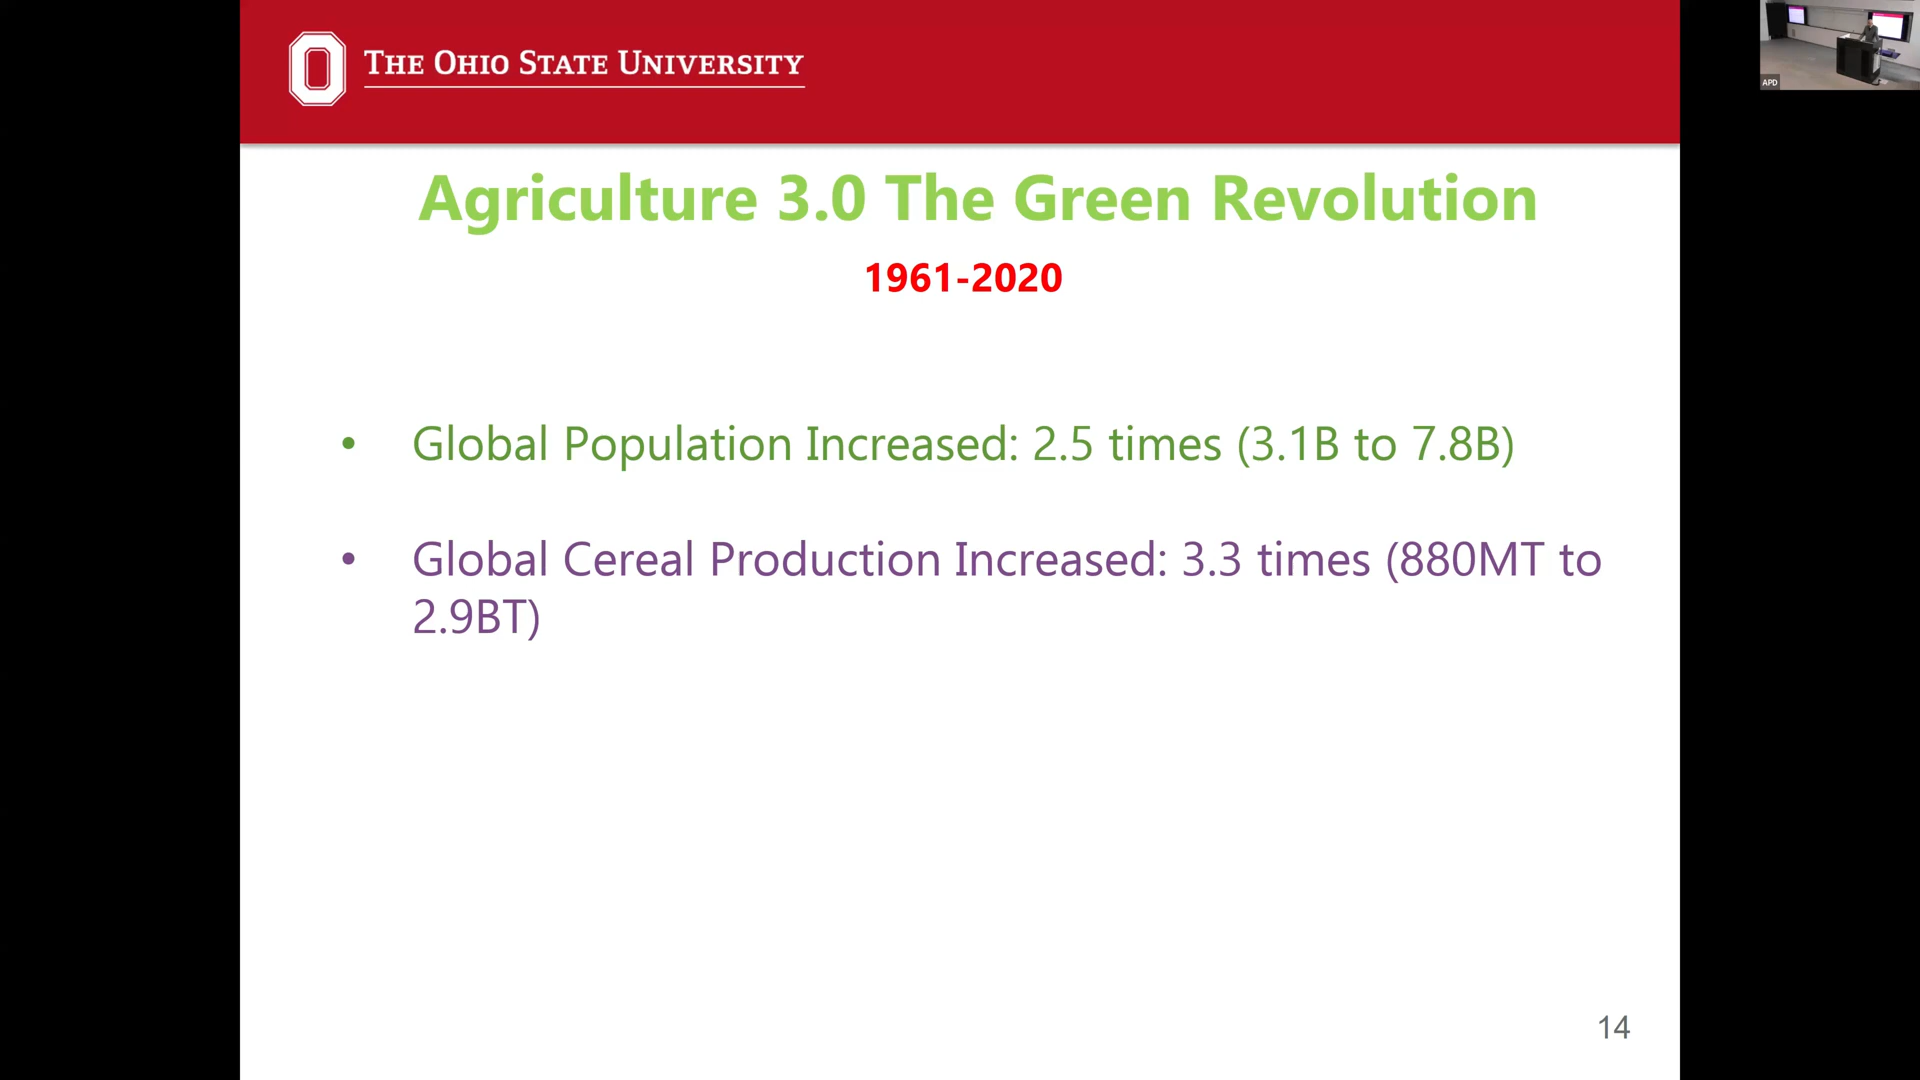 THE OHIO STATE UNIVERSITY
APD
Agriculture 3.0 The Green Revolution
1961-2020
• Global Population Increased: 2.5 times (3.1B to 7.8B)
• Global Cereal Production Increased: 3.3 times (880MT to
2.9BT)
14